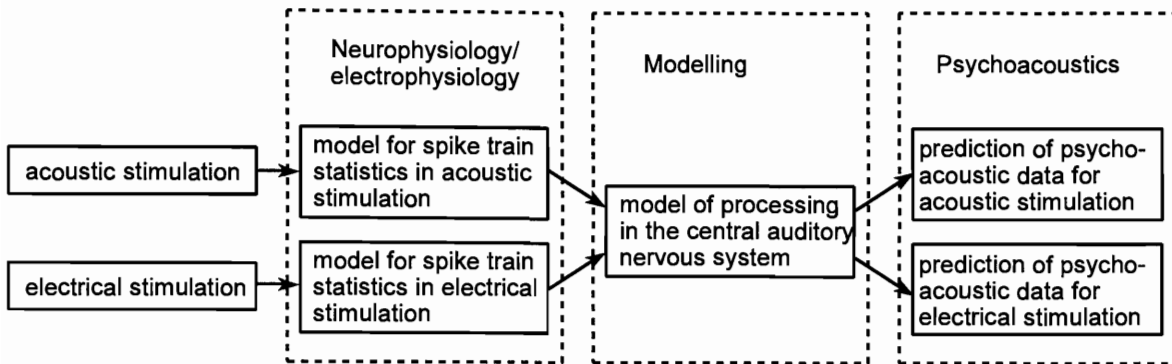 Neurophysiology/
electrophysiology
Modelling
Psychoacoustics
acoustic stimulation
model for spike train
statistics in acoustic
stimulation
prediction of psycho-
acoustic data for
acoustic stimulation
model of processing
in the central auditory
nervous system
electrical stimulation
model for spike train
statistics in electrical
stimulation
prediction of psycho-
acoustic data for
electrical stimulation